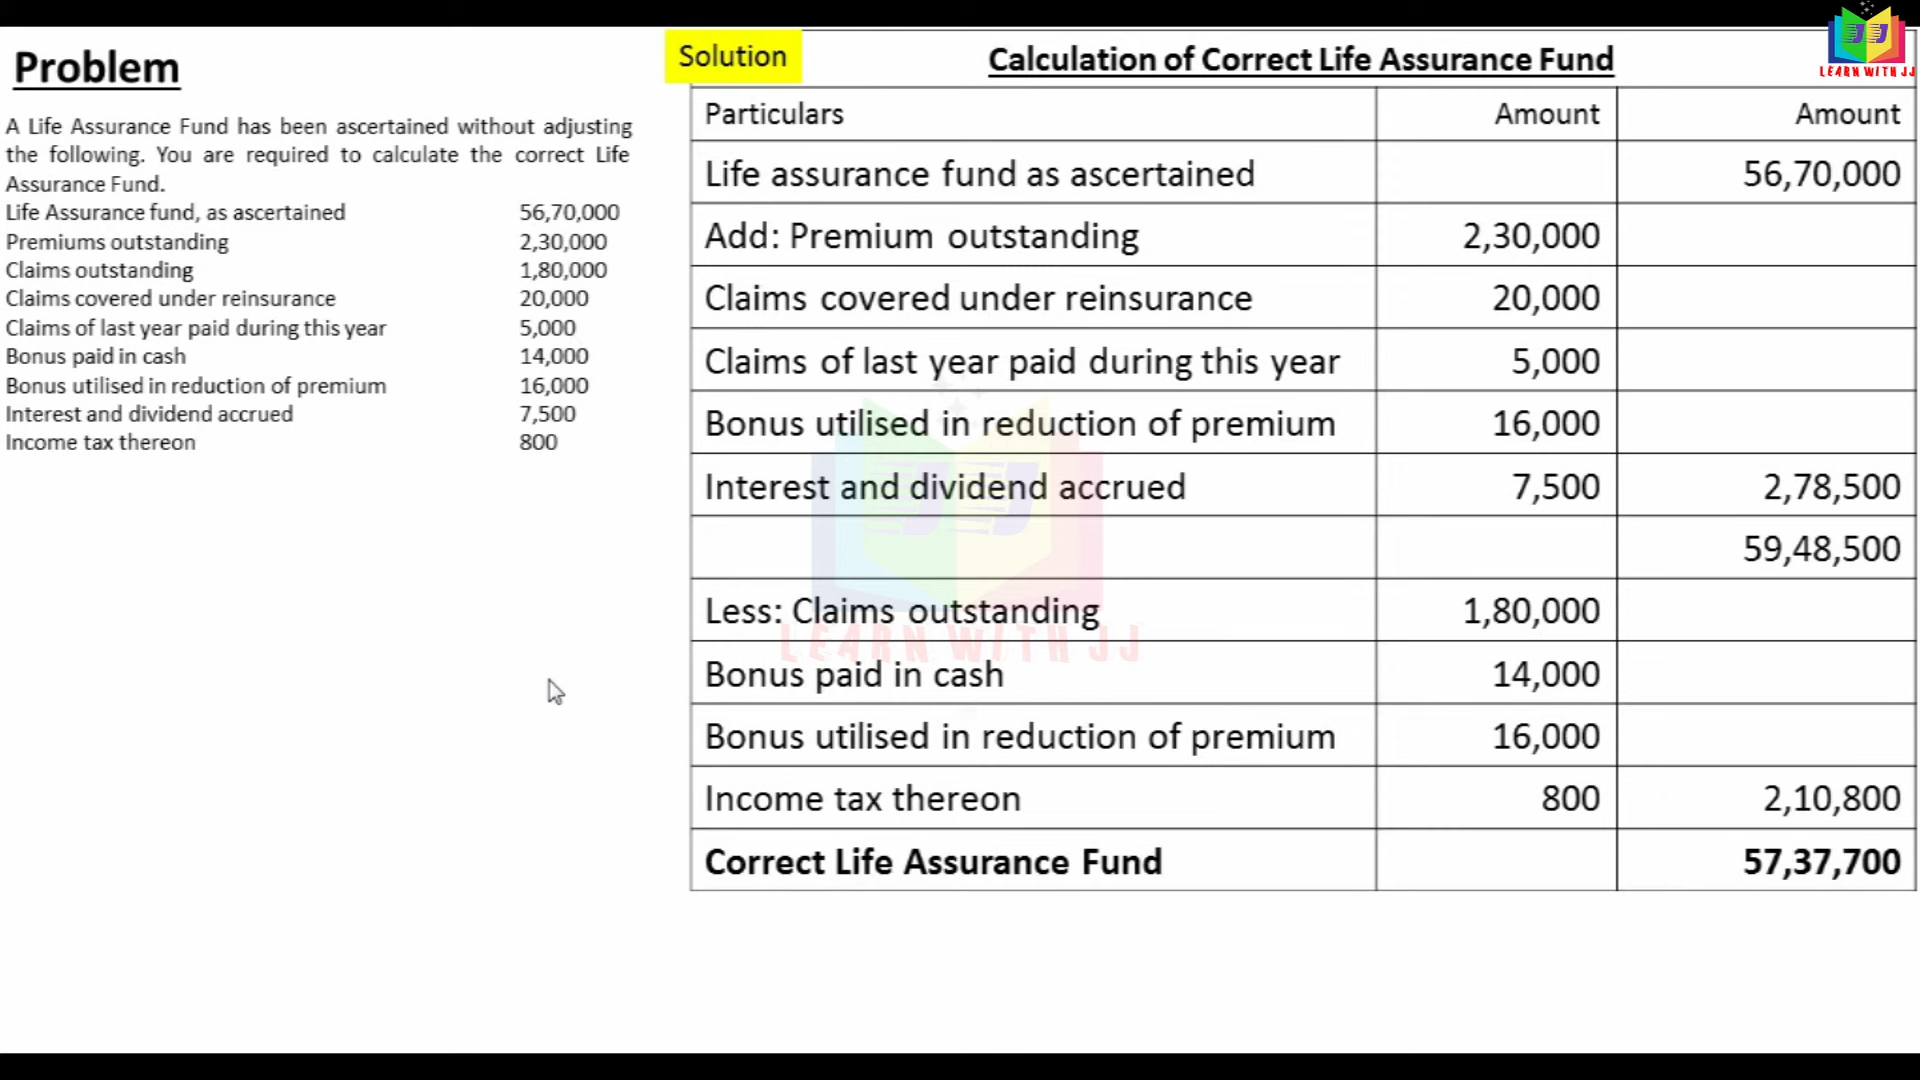 Problem
A Life Assurance Fund has been ascertained without adjusting
the following. You are required to calculate the correct Life
Assurance Fund.
Life Assurance fund, as ascertained 56,70,000
Premiums outstanding 2,30,000
Claims outstanding 1,80,000
Claims covered under reinsurance 20,000
Claims of last year paid during this year 5,000
Bonus paid in cash 14,000
Bonus utilised in reduction of premium 16,000
Interest and dividend accrued 7,500
Income tax thereon 800
Solution
Calculation of Correct Life Assurance Fund
Particulars Amount Amount
Life assurance fund as ascertained 56,70,000
Add: Premium outstanding 2,30,000
Claims covered under reinsurance 20,000
Claims of last year paid during this year 5,000
Bonus utilised in reduction of premium 16,000
Interest and dividend accrued 7,500 2,78,500
59,48,500
Less: Claims outstanding 1,80,000
Bonus paid in cash 14,000
Bonus utilised in reduction of premium 16,000
Income tax thereon 800 2,10,800
Correct Life Assurance Fund 57,37,700
JJ
LEARN WITH JJ
JJ
LEARN WITH JJ